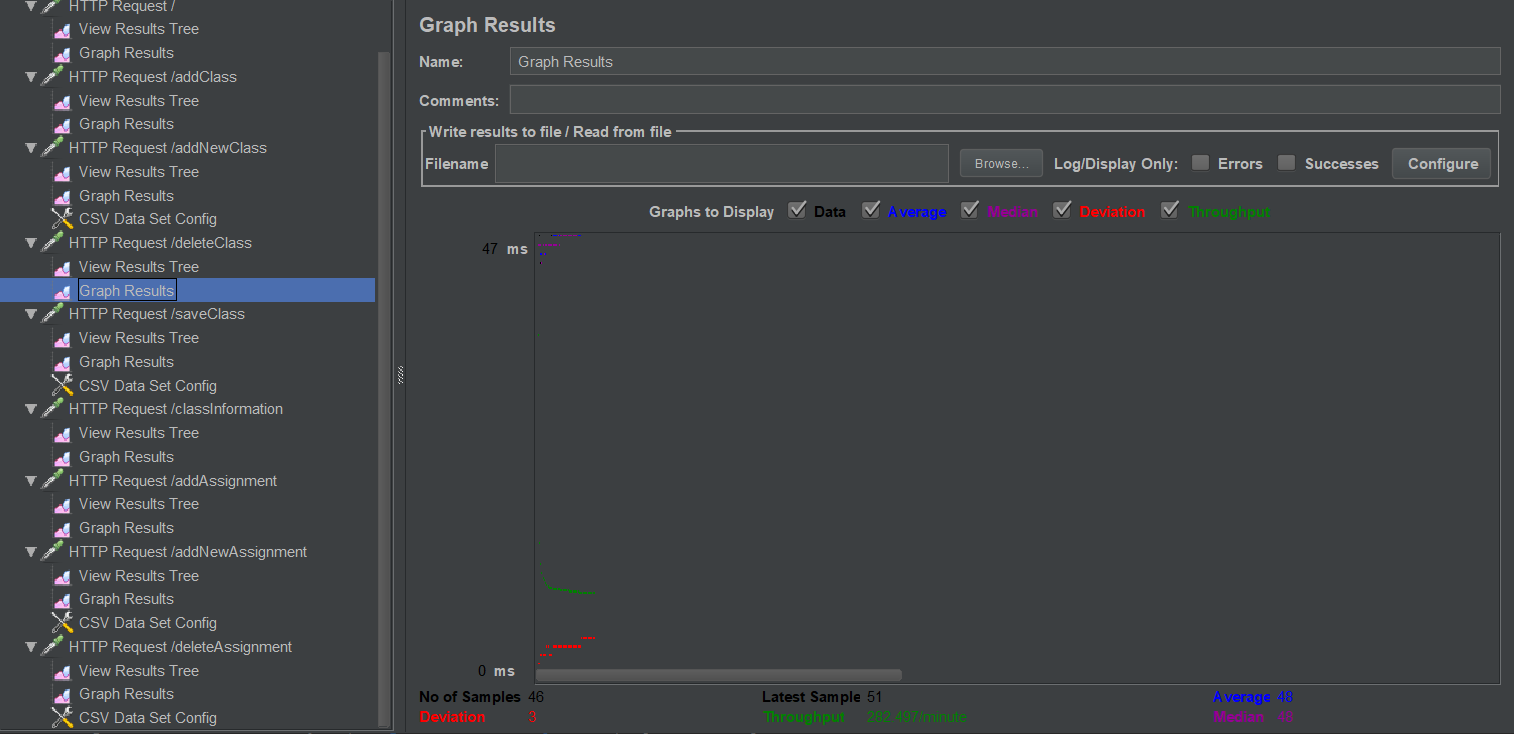 HTTP Request /
View Results Tree
Graph Results
HTTP Request /addClass
View Results Tree
Graph Results
HTTP Request /addNewClass
View Results Tree
Graph Results
CSV Data Set Config
HTTP Request /deleteClass
View Results Tree
Graph Results
HTTP Request /saveClass
View Results Tree
Graph Results
CSV Data Set Config
HTTP Request /classInformation
View Results Tree
Graph Results
HTTP Request /addAssignment
View Results Tree
Graph Results
HTTP Request /addNewAssignment
View Results Tree
Graph Results
CSV Data Set Config
HTTP Request /deleteAssignment
View Results Tree
Graph Results
CSV Data Set Config
Graph Results
Name: Graph Results
Comments:
Write results to file / Read from file
Filename Browse... Log/Display Only: Errors Successes Configure
Graphs to Display Data Average Median Deviation Throughput
47 ms
0 ms
No of Samples 46 Latest Sample 51 Average 48
Deviation 3 Throughput 282.497/minute Median